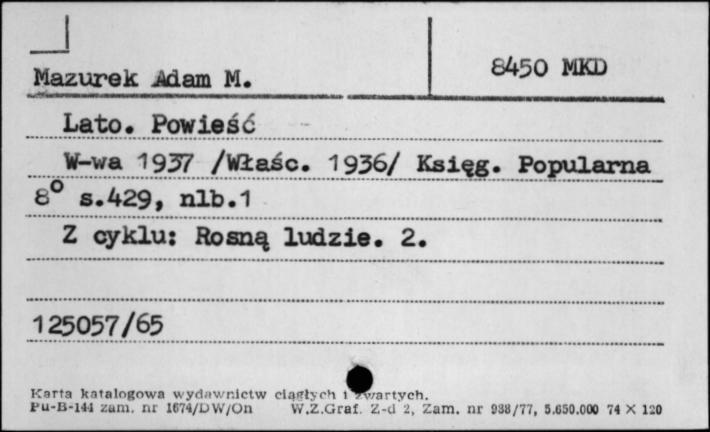 Mazurek Adam M.
8450 MKD
Lato. Powieść
W-wa 1937 /Właśc. 1936/ Księg. Popularna
8° s.429, nlb.1
Z cyklu: Rosną ludzie. 2.
125057/65
Karta katalogowa wydawnictw ciągłych i zwartych.
Pu-B-144 zam. nr 1674/DW/On W.Z.Graf. Z-d 2, Zam. nr 938/77, 5.650.000 74 × 120